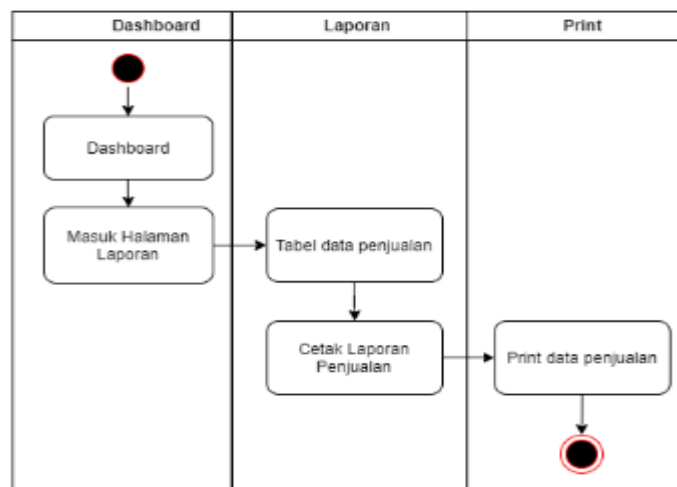 Dashboard
Laporan
Print
Dashboard
Masuk Halaman
Laporan
Tabel data penjualan
Cetak Laporan
Penjualan
Print data penjualan